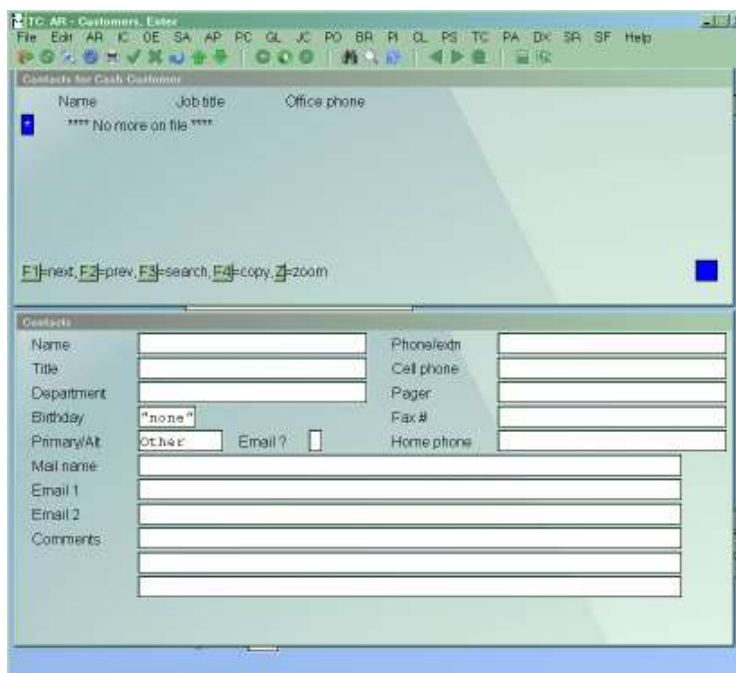 TC AR - Customers, Enter
File Edit AR IC OE SA AP PC GL JC PO BR PI CL PS TC PA DX SR SF Help
Contacts for Cash Customer
Name Job title Office phone
* **** No more on file ****
F1=next, F2=prev, F3=search, F4=copy, Z=zoom
Contacts
Name Phone/extn
Title Cell phone
Department Pager
Birthday "none" Fax #
Primary/Alt Other Email ? Home phone
Mail name
Email 1
Email 2
Comments